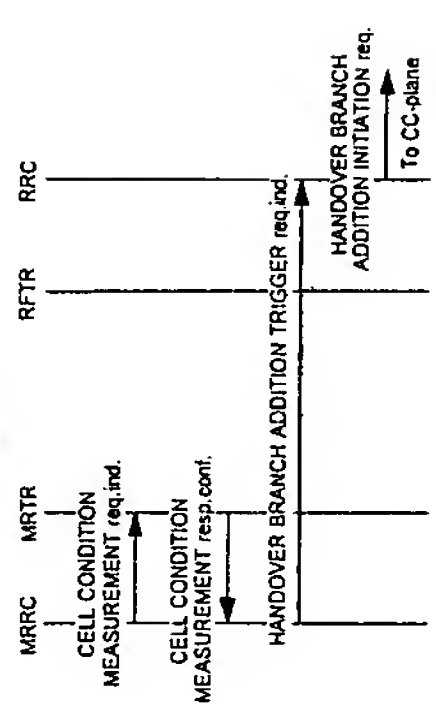 MRRC
MRTR
RFTR
RRC
CELL CONDITION
MEASUREMENT req.ind.
CELL CONDITION
MEASUREMENT resp.conf.
HANDOVER BRANCH ADDITION TRIGGER req.ind.
HANDOVER BRANCH
ADDITION INITIATION req.
To CC-plane